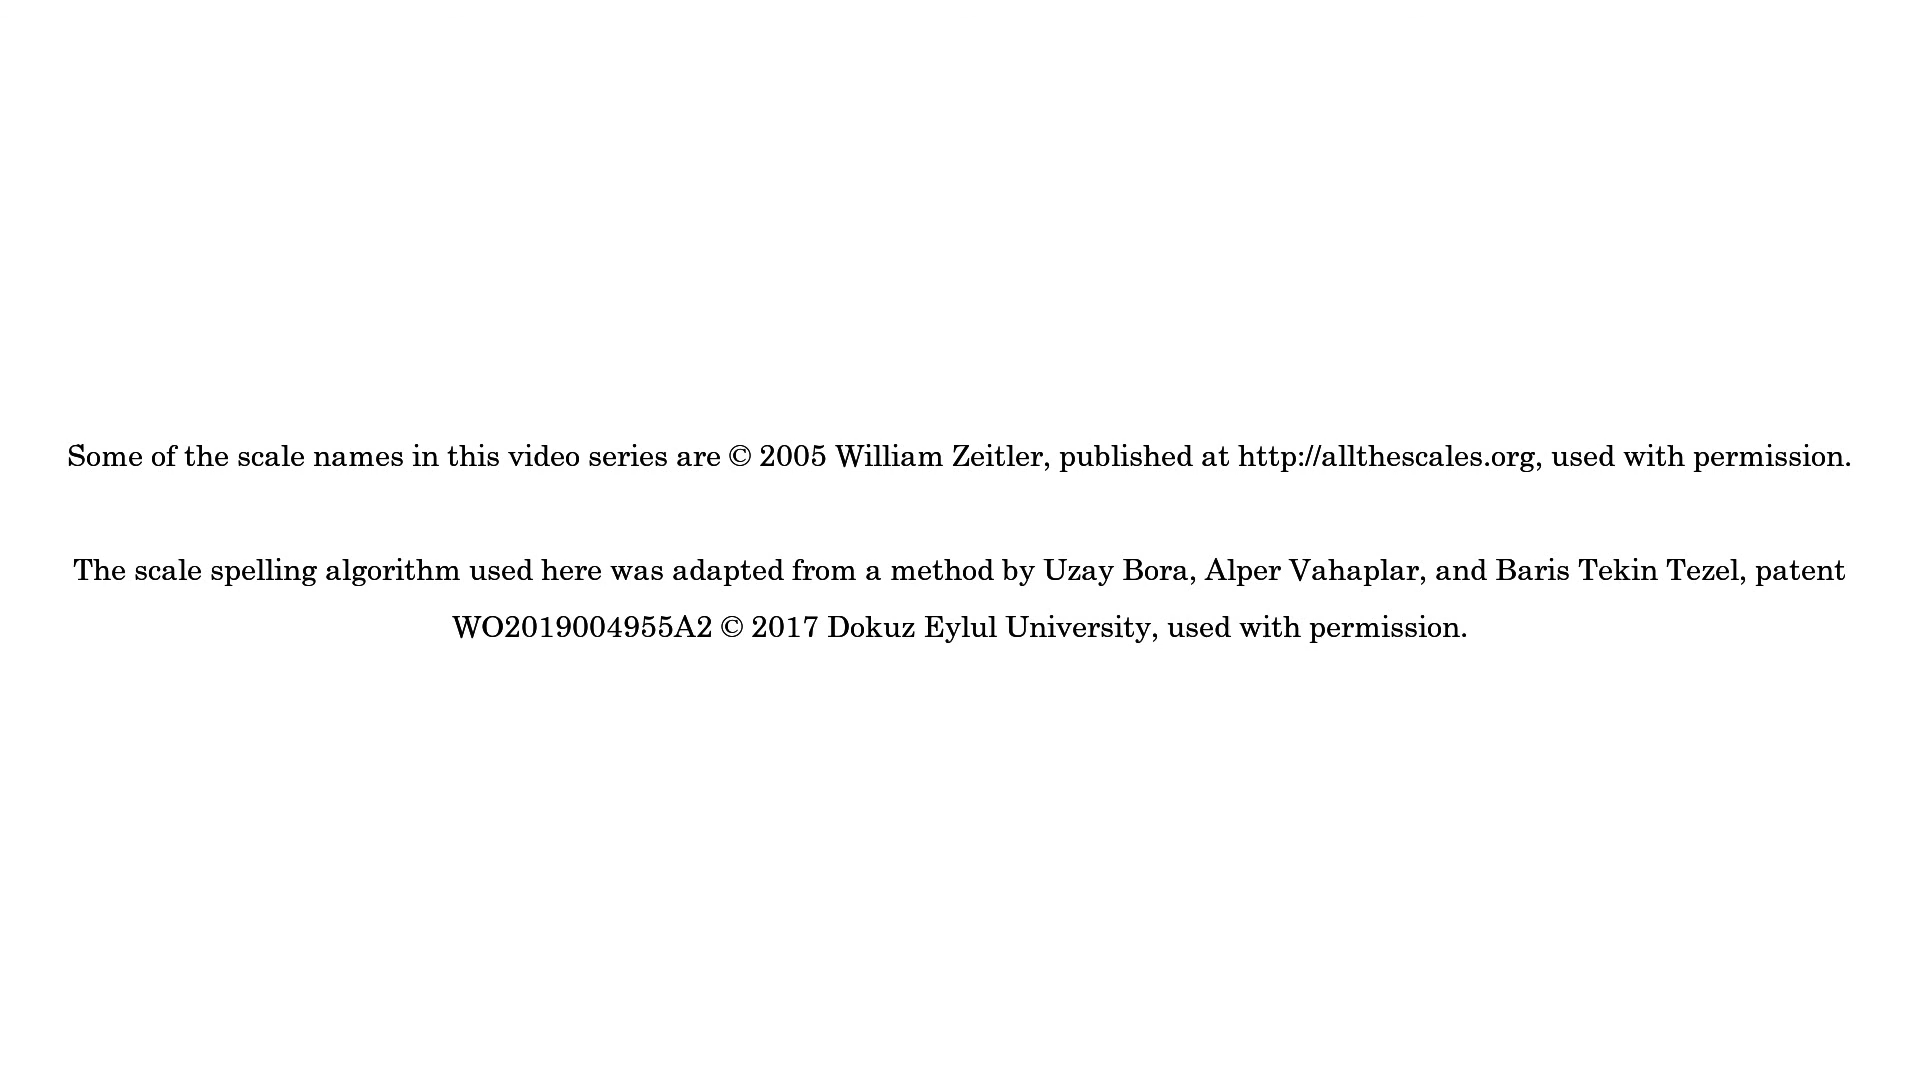 Some of the scale names in this video series are © 2005 William Zeitler, published at http://allthescales.org, used with permission.
The scale spelling algorithm used here was adapted from a method by Uzay Bora, Alper Vahaplar, and Baris Tekin Tezel, patent
WO2019004955A2 © 2017 Dokuz Eylul University, used with permission.